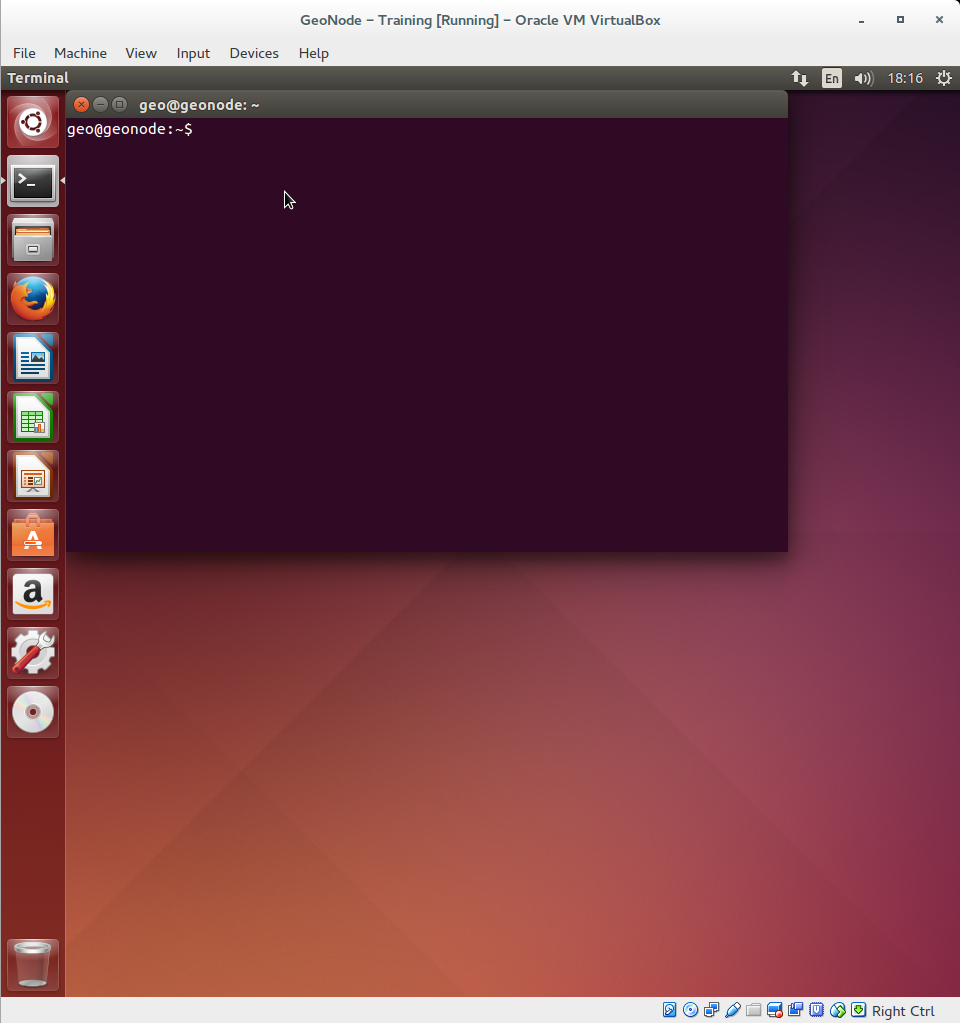 GeoNode – Training [Running] – Oracle VM VirtualBox
File Machine View Input Devices Help
Terminal En 18:16
geo@geonode: ~
geo@geonode:~$
Right Ctrl